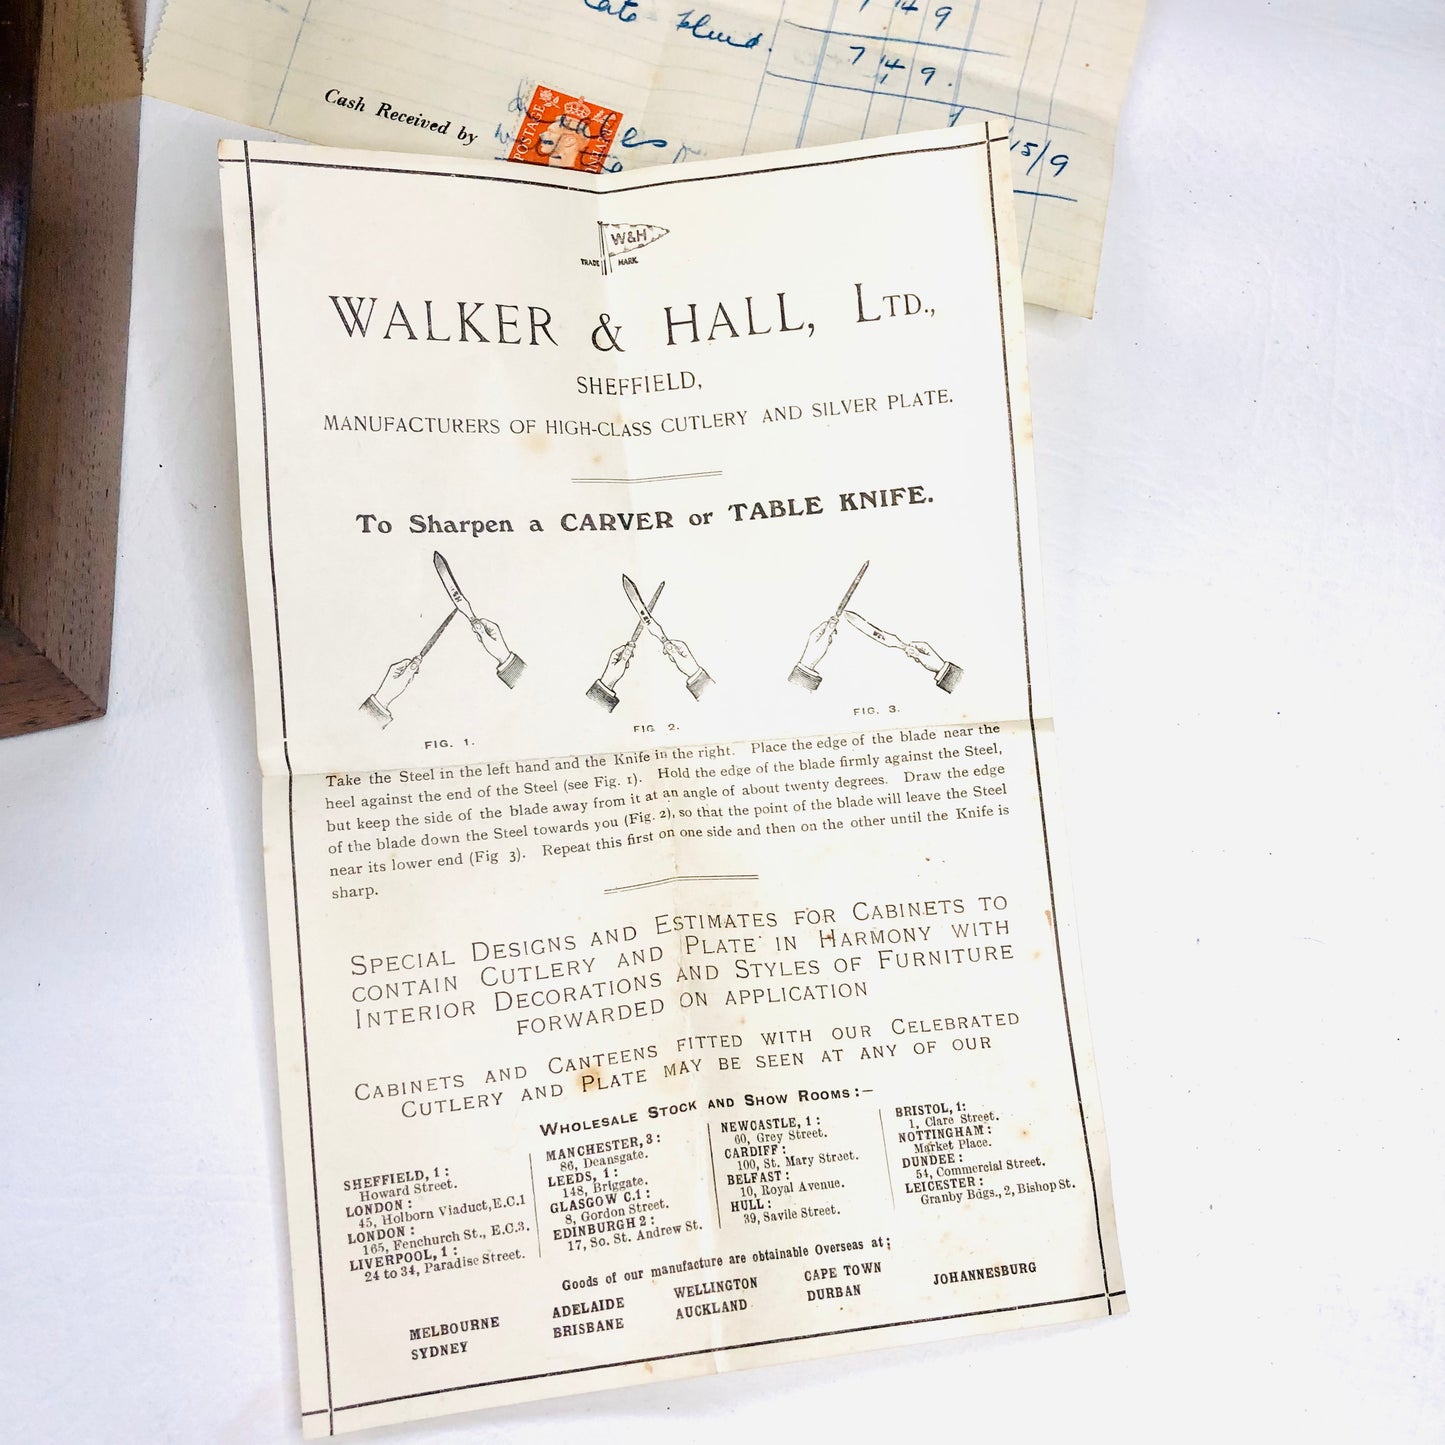 7 14 9
7 4 9.
Cash Received by
15/9
POSTAGE
W&H
TRADE MARK
WALKER & HALL, LTD.,
SHEFFIELD,
MANUFACTURERS OF HIGH-CLASS CUTLERY AND SILVER PLATE.
To Sharpen a CARVER or TABLE KNIFE.
FIG. 1.
FIG 2.
FIG. 3.
Take the Steel in the left hand and the Knife in the right. Place the edge of the blade near the
heel against the end of the Steel (see Fig. 1). Hold the edge of the blade firmly against the Steel,
but keep the side of the blade away from it at an angle of about twenty degrees. Draw the edge
of the blade down the Steel towards you (Fig. 2), so that the point of the blade will leave the Steel
near its lower end (Fig 3). Repeat this first on one side and then on the other until the Knife is
sharp.
SPECIAL DESIGNS AND ESTIMATES FOR CABINETS TO
CONTAIN CUTLERY AND PLATE IN HARMONY WITH
INTERIOR DECORATIONS AND STYLES OF FURNITURE
FORWARDED ON APPLICATION
CABINETS AND CANTEENS FITTED WITH OUR CELEBRATED
CUTLERY AND PLATE MAY BE SEEN AT ANY OF OUR
WHOLESALE STOCK AND SHOW ROOMS:—
SHEFFIELD, 1:
Howard Street.
LONDON:
45, Holborn Viaduct, E.C.1
LONDON:
165, Fenchurch St., E.C.3.
LIVERPOOL, 1:
24 to 34, Paradise Street.
MANCHESTER, 3:
86, Deansgate.
LEEDS, 1:
148, Briggate.
GLASGOW C.1:
8, Gordon Street.
EDINBURGH 2:
17, So. St. Andrew St.
NEWCASTLE, 1:
60, Grey Street.
CARDIFF:
100, St. Mary Street.
BELFAST:
10, Royal Avenue.
HULL:
39, Savile Street.
BRISTOL, 1:
1, Clare Street.
NOTTINGHAM:
Market Place.
DUNDEE:
54, Commercial Street.
LEICESTER:
Granby Bdgs., 2, Bishop St.
Goods of our manufacture are obtainable Overseas at;
MELBOURNE ADELAIDE WELLINGTON CAPE TOWN JOHANNESBURG
SYDNEY BRISBANE AUCKLAND DURBAN